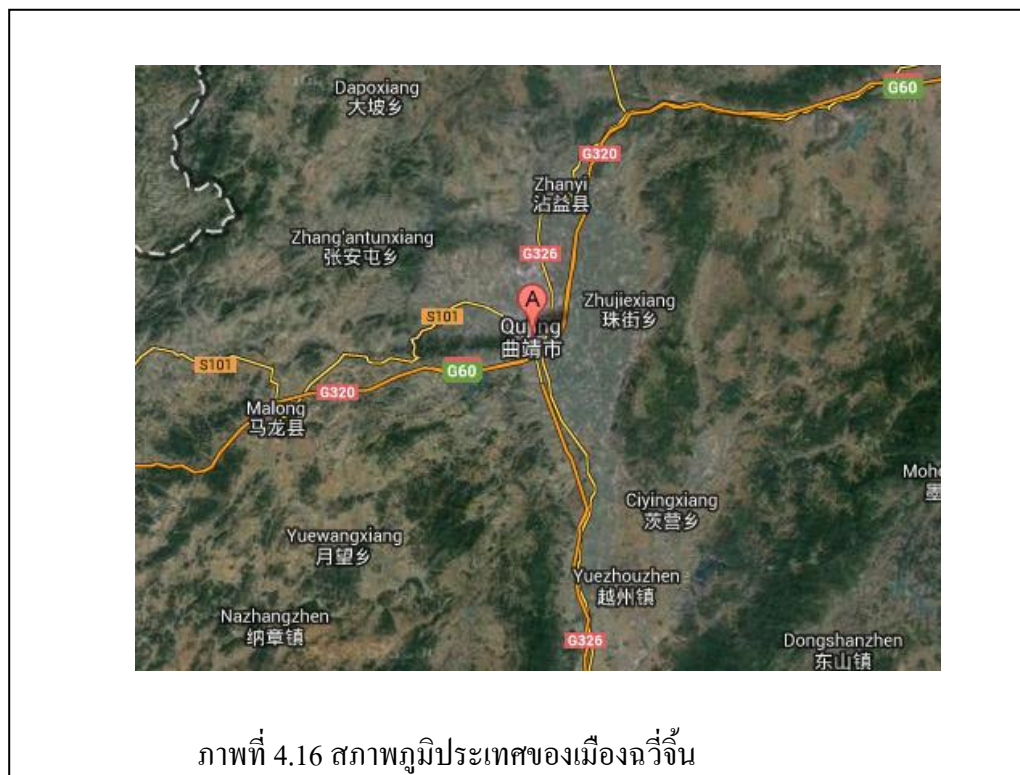 Dapoxiang
大坡乡
G60
G320
Zhanyi
沾益县
Zhang'antunxiang
张安屯乡
G326
A
Zhujiexiang
珠街乡
S101
Qujing
曲靖市
S101
G60
G320
Malong
马龙县
Moho
墨
Ciyingxiang
茨营乡
Yuewangxiang
月望乡
Yuezhouzhen
越州镇
Nazhangzhen
纳章镇
G326
Dongshanzhen
东山镇
ภาพที่ 4.16 สภาพภูมิประเทศของเมืองฉวี่จิ้น